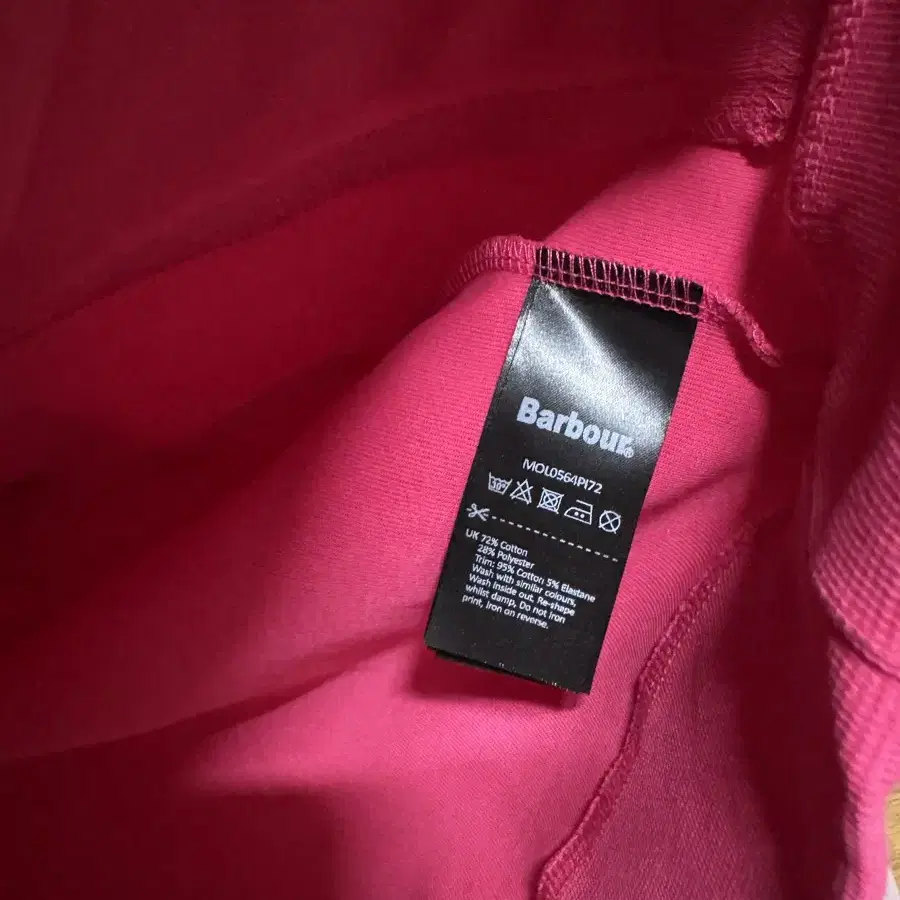 Barbour®
MOL0564PI72
30°
UK 72% Cotton
28% Polyester
Trim: 95% Cotton 5% Elastane
Wash with similar colours,
Wash inside out, Re-shape
whilst damp, Do not iron
print, Iron on reverse.